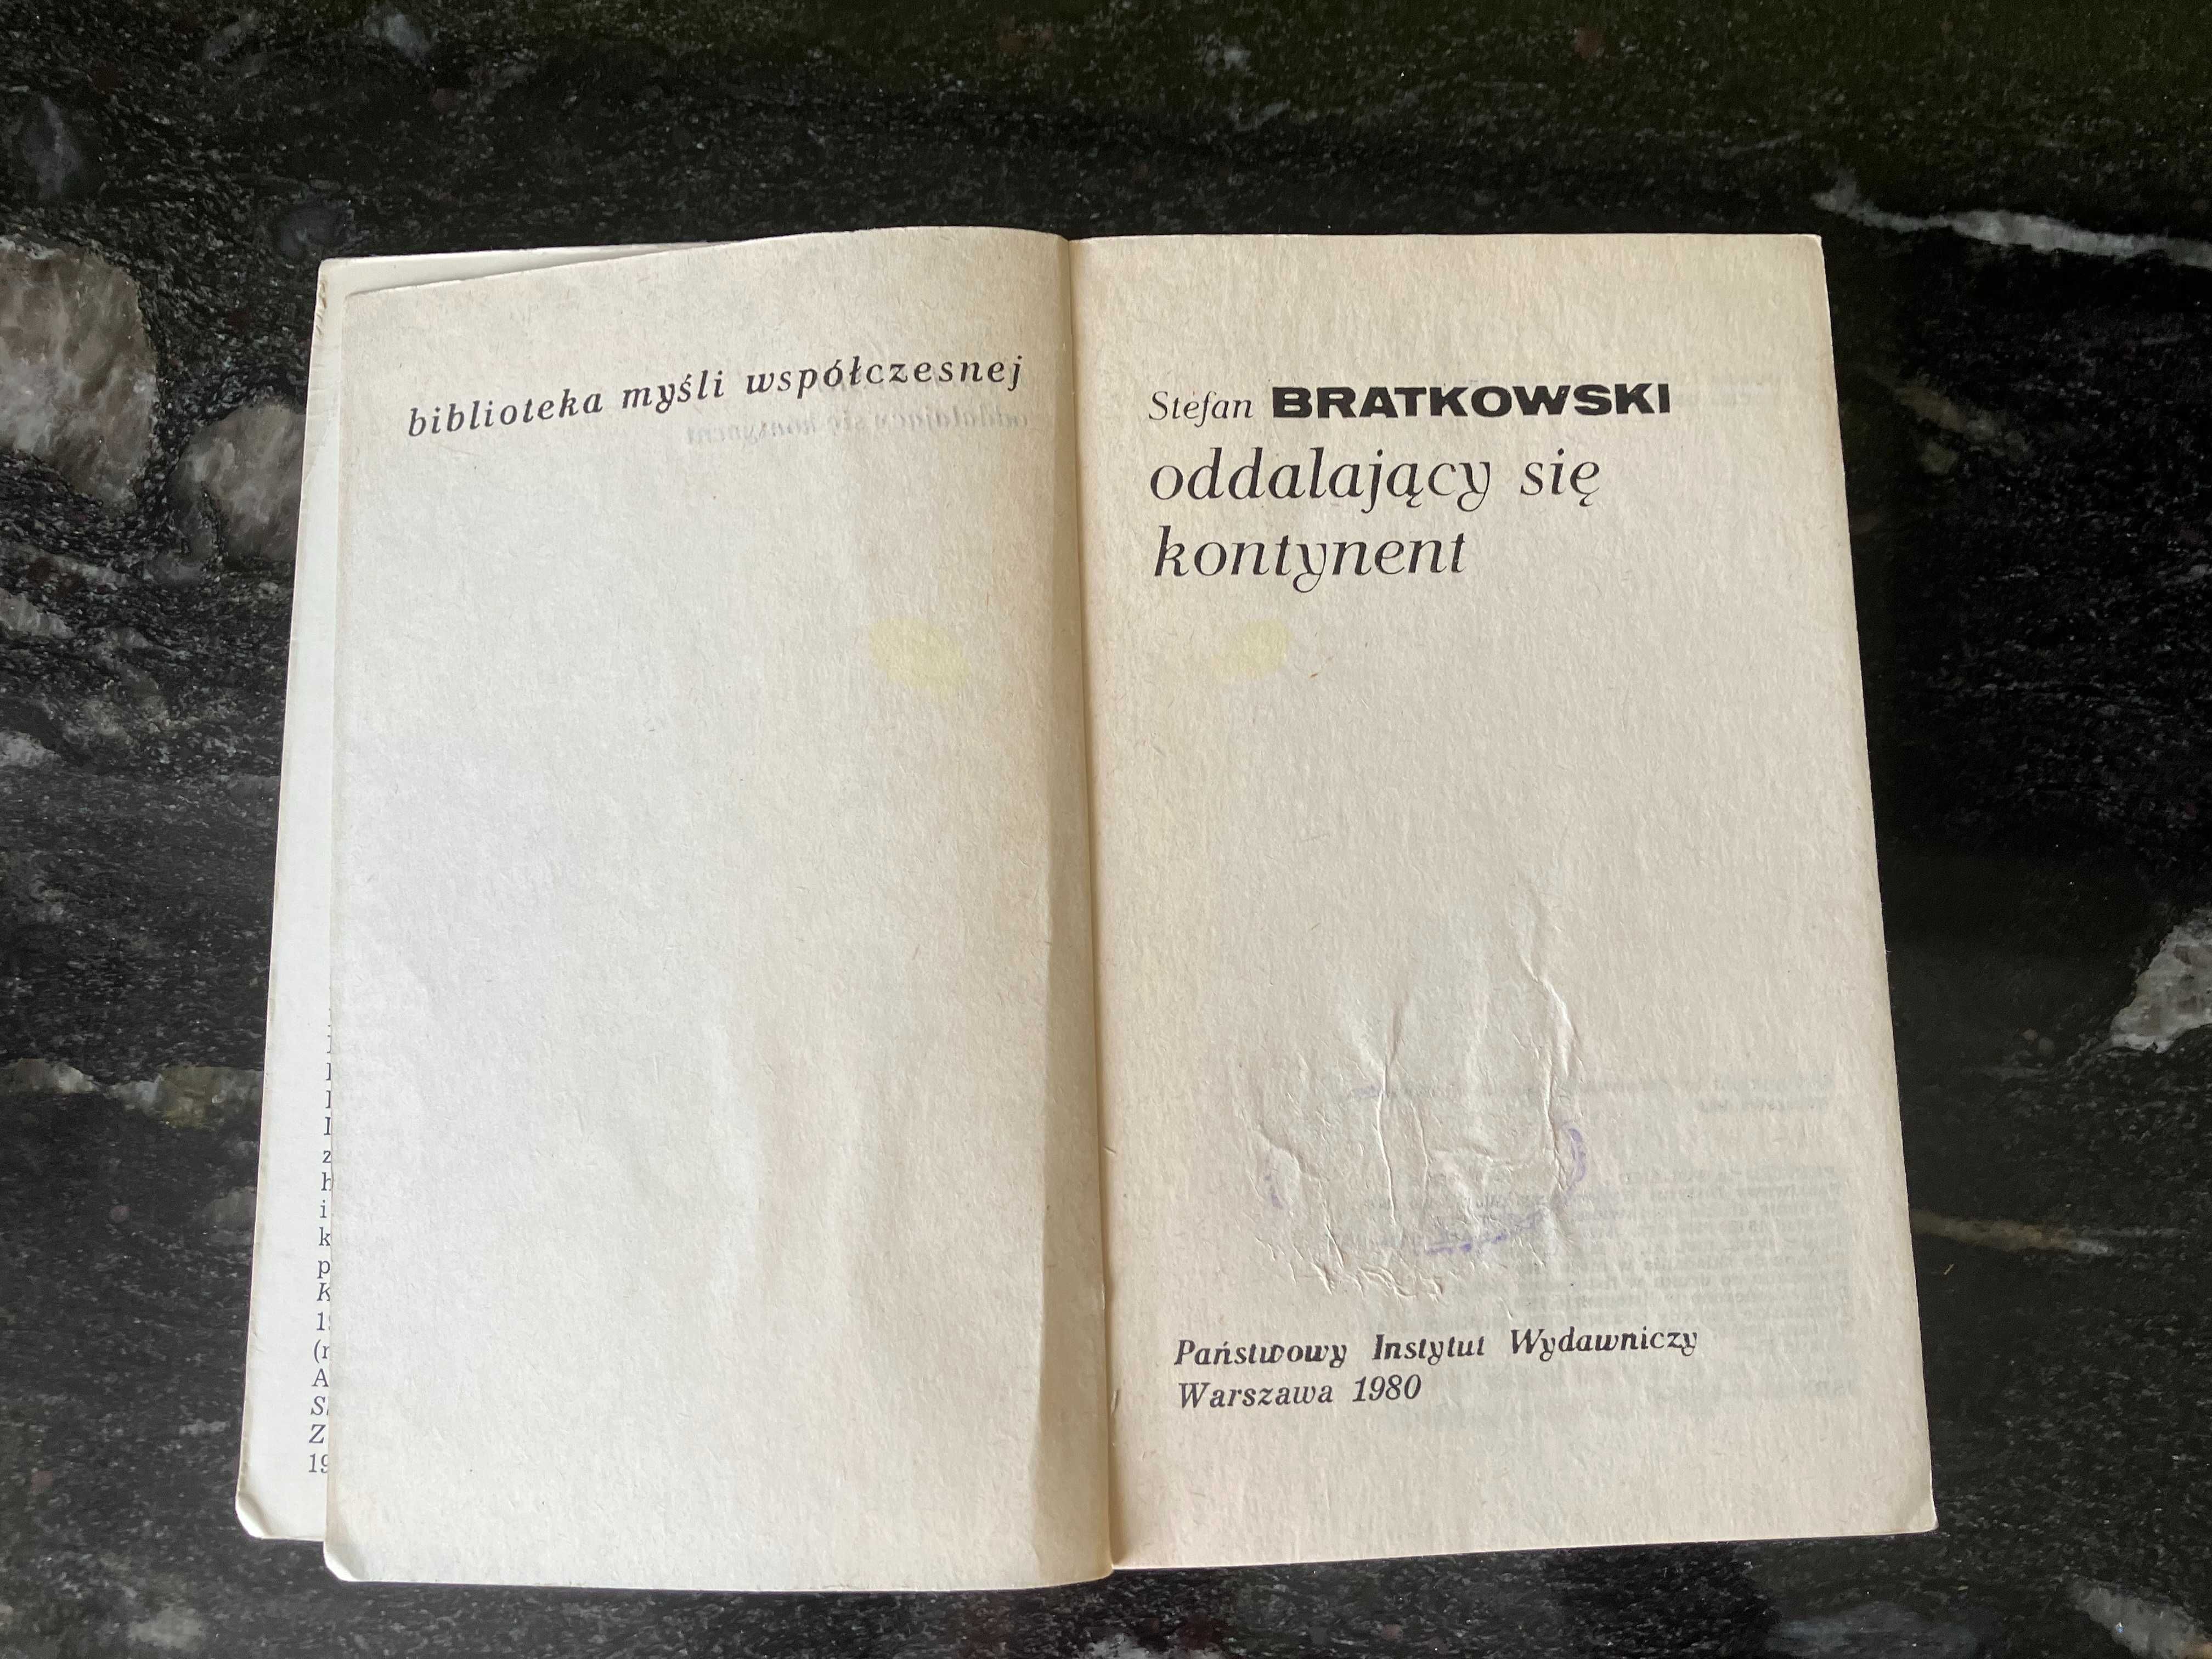 biblioteka myśli współczesnej
Stefan BRATKOWSKI
oddalający się
kontynent
Państwowy Instytut Wydawniczy
Warszawa 1980